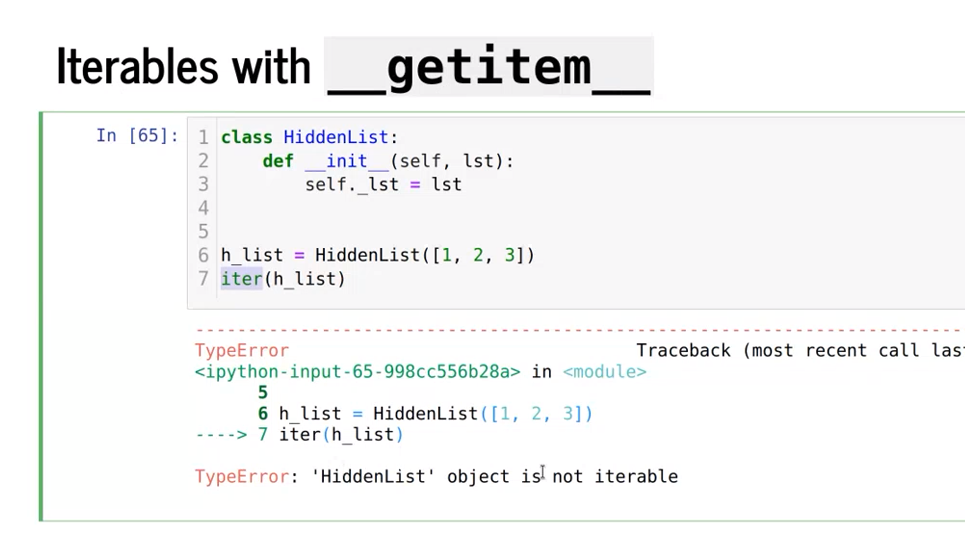 Iterables with __getitem__
In [65]:
1 class HiddenList:
2     def __init__(self, lst):
3         self._lst = lst
4
5
6 h_list = HiddenList([1, 2, 3])
7 iter(h_list)
---------------------------------------------------------------------------
TypeError Traceback (most recent call las
<ipython-input-65-998cc556b28a> in <module>
      5
      6 h_list = HiddenList([1, 2, 3])
----> 7 iter(h_list)
TypeError: 'HiddenList' object is not iterable